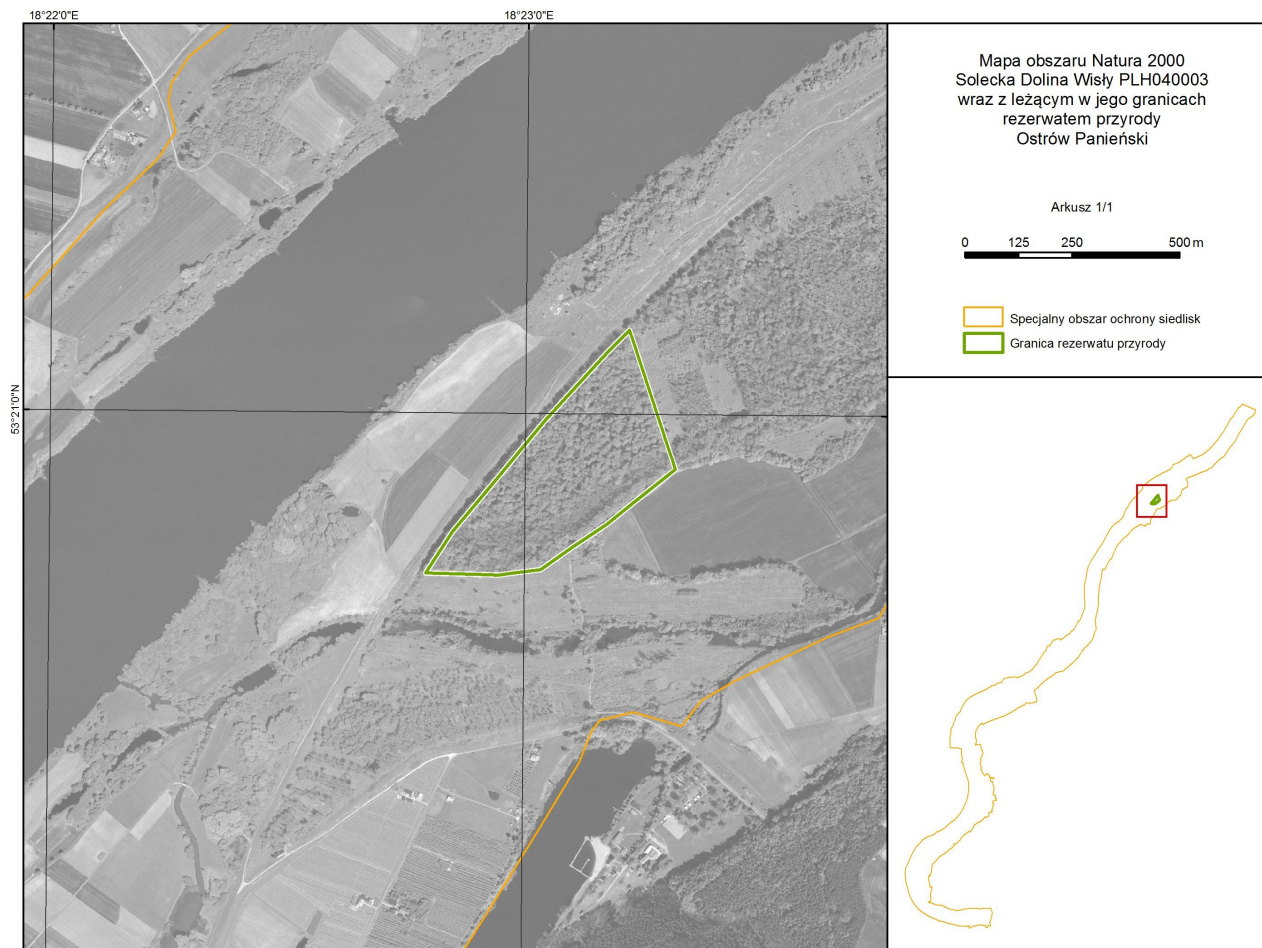 18°22'0"E
18°23'0"E
53°21'0"N
Mapa obszaru Natura 2000
Solecka Dolina Wisły PLH040003
wraz z leżącym w jego granicach
rezerwatem przyrody
Ostrów Panieński
Arkusz 1/1
0 125 250 500 m
Specjalny obszar ochrony siedlisk
Granica rezerwatu przyrody